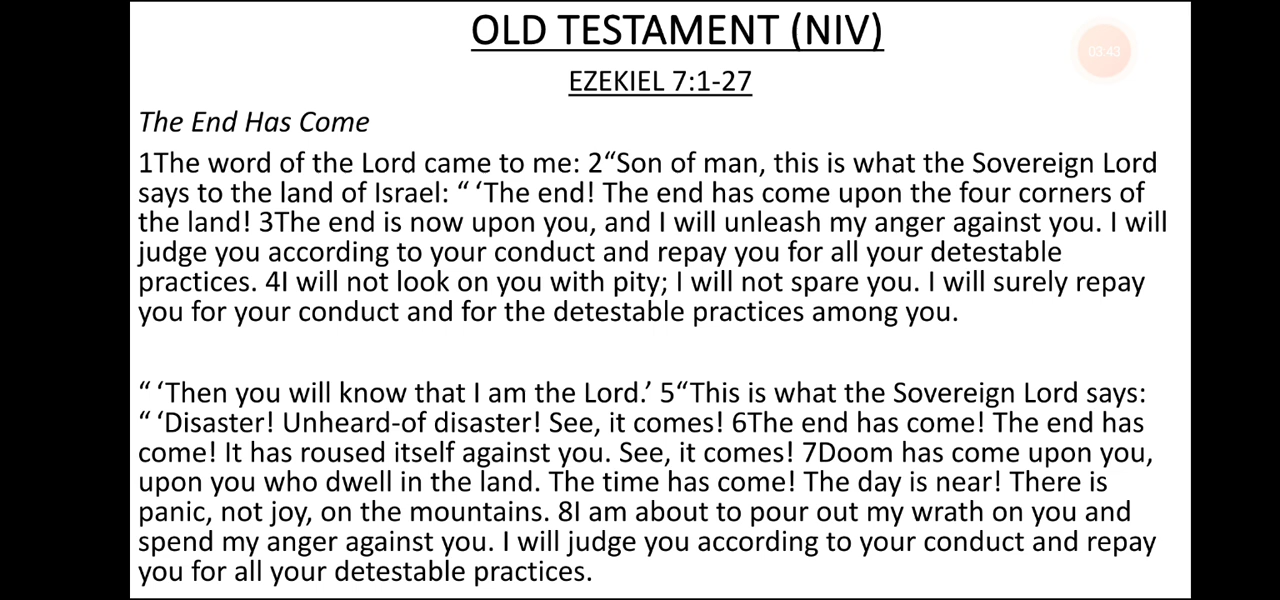 OLD TESTAMENT (NIV)
03:43
EZEKIEL 7:1-27
The End Has Come
1The word of the Lord came to me: 2“Son of man, this is what the Sovereign Lord
says to the land of Israel: “ ‘The end! The end has come upon the four corners of
the land! 3The end is now upon you, and I will unleash my anger against you. I will
judge you according to your conduct and repay you for all your detestable
practices. 4I will not look on you with pity; I will not spare you. I will surely repay
you for your conduct and for the detestable practices among you.
“ ‘Then you will know that I am the Lord.’ 5“This is what the Sovereign Lord says:
“ ‘Disaster! Unheard-of disaster! See, it comes! 6The end has come! The end has
come! It has roused itself against you. See, it comes! 7Doom has come upon you,
upon you who dwell in the land. The time has come! The day is near! There is
panic, not joy, on the mountains. 8I am about to pour out my wrath on you and
spend my anger against you. I will judge you according to your conduct and repay
you for all your detestable practices.